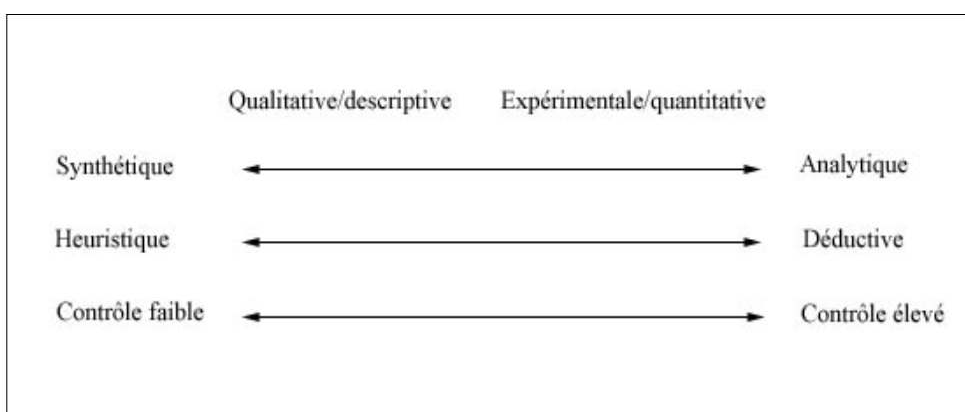 Qualitative/descriptive Expérimentale/quantitative
Synthétique Analytique
Heuristique Déductive
Contrôle faible Contrôle élevé